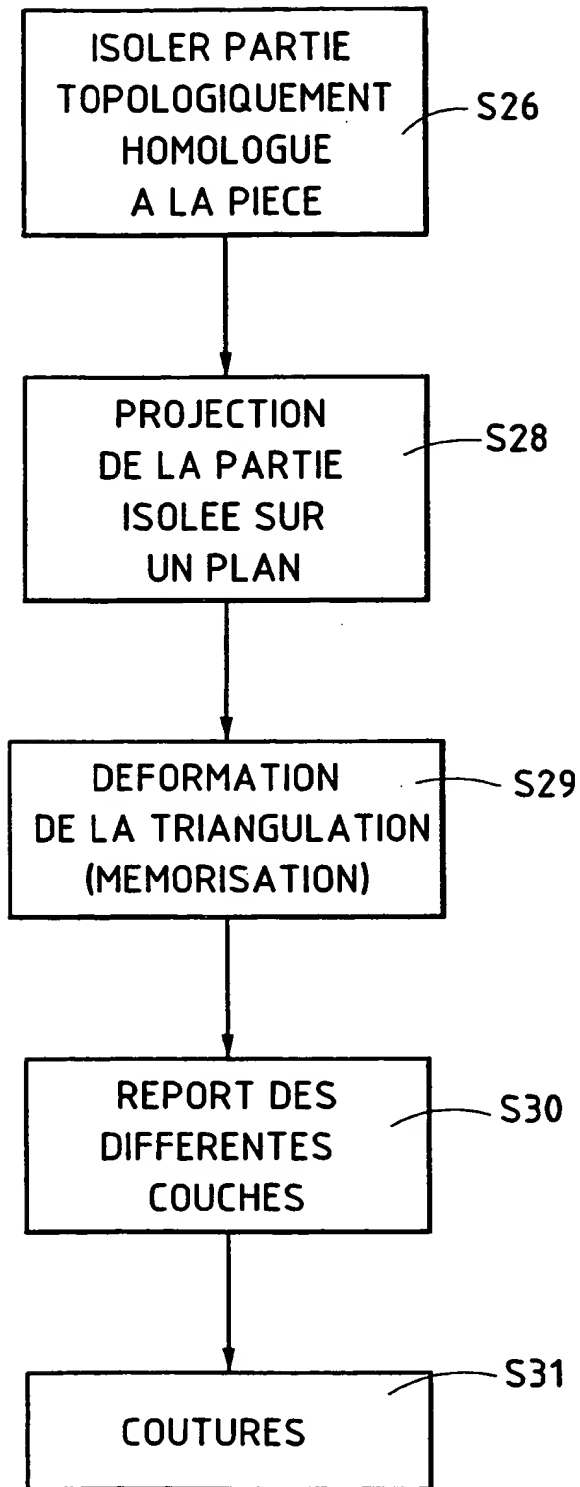 ISOLER PARTIE
TOPOLOGIQUEMENT
HOMOLOGUE
A LA PIECE
S26
PROJECTION
DE LA PARTIE
ISOLEE SUR
UN PLAN
S28
DEFORMATION
DE LA TRIANGULATION
(MEMORISATION)
S29
REPORT DES
DIFFERENTES
COUCHES
S30
COUTURES
S31